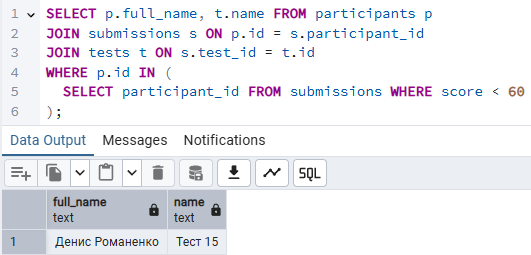 1 SELECT p.full_name, t.name FROM participants p
2 JOIN submissions s ON p.id = s.participant_id
3 JOIN tests t ON s.test_id = t.id
4 WHERE p.id IN (
5 SELECT participant_id FROM submissions WHERE score < 60
6 );
Data Output Messages Notifications
SQL
full_name name
text text
1 Денис Романенко Тест 15